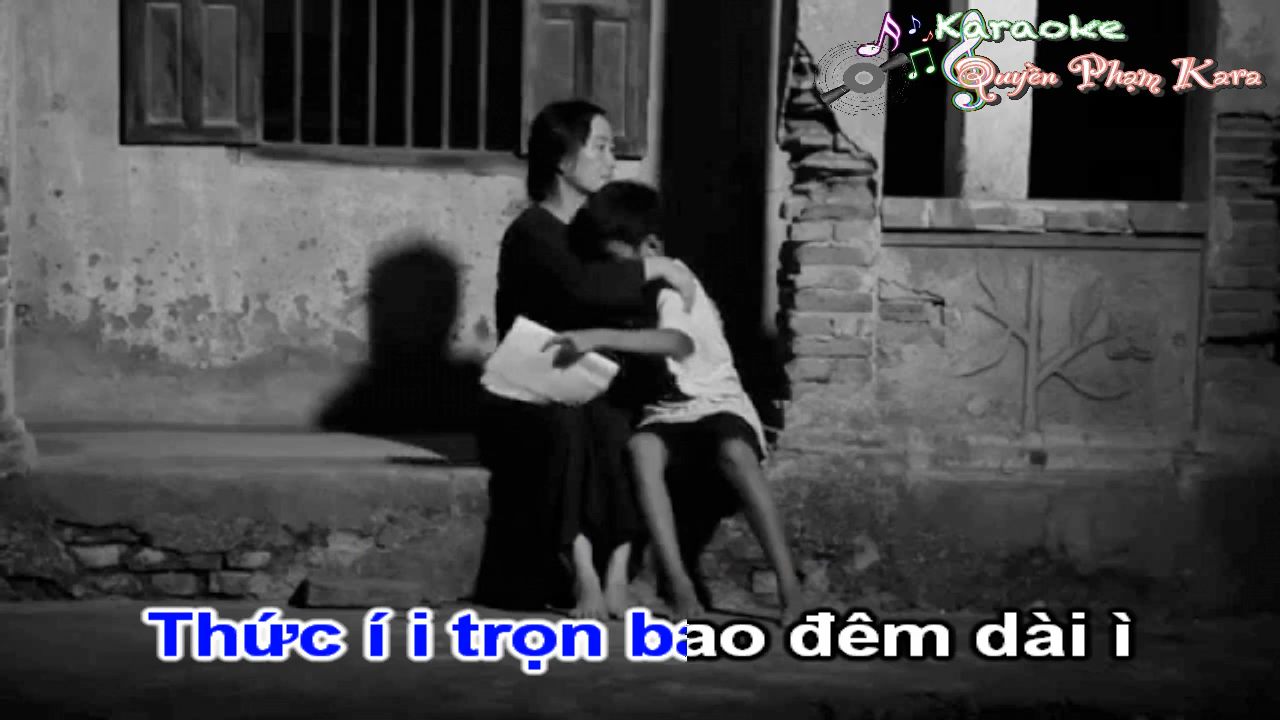 Karaoke
Quyền Phạm Kara
Thức í i trọn bao đêm dài ì